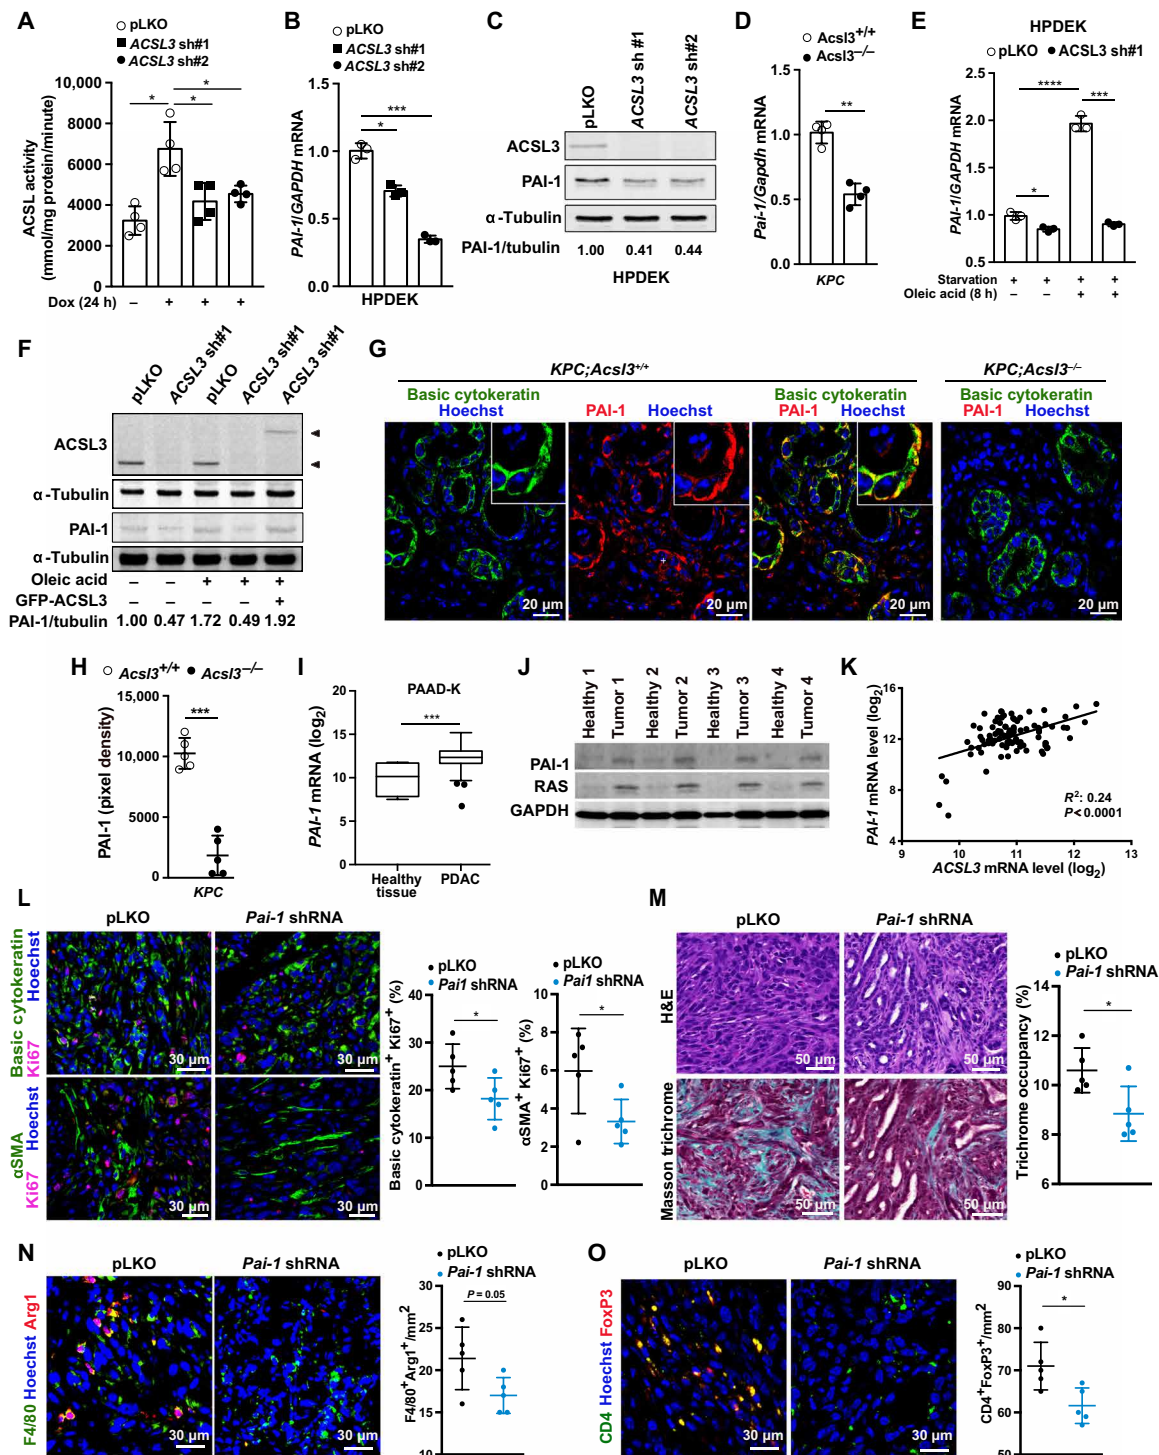 A
pLKO
ACSL3 sh#1
ACSL3 sh#2
ACSL activity
(mmol/mg protein/minute)
10,000
8000
6000
4000
2000
0
*
*
*
Dox (24 h) – + + +
B
pLKO
ACSL3 sh#1
ACSL3 sh#2
PAI-1/GAPDH mRNA
1.5
1.0
0.5
0.0
***
*
HPDEK
C
pLKO
ACSL3 sh #1
ACSL3 sh#2
ACSL3
PAI-1
α-Tubulin
PAI-1/tubulin 1.00 0.41 0.44
HPDEK
D
Acsl3+/+
Acsl3–/–
Pai-1/Gapdh mRNA
1.5
1.0
0.5
0.0
**
KPC
E
HPDEK
pLKO ACSL3 sh#1
PAI-1/GAPDH mRNA
2.5
2.0
1.5
1.0
0.5
****
***
*
Starvation + + + +
Oleic acid (8 h) – – + +
F
pLKO
ACSL3 sh#1
pLKO
ACSL3 sh#1
ACSL3 sh#1
ACSL3
α-Tubulin
PAI-1
α-Tubulin
Oleic acid – – + + +
GFP-ACSL3 – – – – +
PAI-1/tubulin 1.00 0.47 1.72 0.49 1.92
G
KPC;Acsl3+/+
KPC;Acsl3–/–
Basic cytokeratin
Hoechst
PAI-1 Hoechst
Basic cytokeratin
PAI-1 Hoechst
Basic cytokeratin
PAI-1 Hoechst
20 μm
20 μm
20 μm
20 μm
H
Acsl3+/+ Acsl3–/–
PAI-1 (pixel density)
15,000
10,000
5000
0
***
KPC
I
PAAD-K
PAI-1 mRNA (log2)
20
15
10
5
0
***
Healthy
tissue
PDAC
J
Healthy 1
Tumor 1
Healthy 2
Tumor 2
Healthy 3
Tumor 3
Healthy 4
Tumor 4
PAI-1
RAS
GAPDH
K
PAI-1 mRNA level (log2)
16
12
8
4
R2: 0.24
P < 0.0001
9 10 11 12 13
ACSL3 mRNA level (log2)
L
pLKO
Pai-1 shRNA
Basic cytokeratin
Ki67 Hoechst
30 μm
30 μm
αSMA
Ki67 Hoechst
30 μm
30 μm
pLKO
Pai1 shRNA
Basic cytokeratin+ Ki67+ (%)
40
30
20
10
0
*
pLKO
Pai1 shRNA
αSMA+ Ki67+ (%)
10
8
6
4
2
0
*
M
pLKO
Pai-1 shRNA
H&E
50 μm
50 μm
Masson trichrome
50 μm
50 μm
pLKO
Pai-1 shRNA
Trichrome occupancy (%)
12
10
8
6
*
N
pLKO
Pai-1 shRNA
F4/80 Hoechst Arg1
30 μm
30 μm
pLKO
Pai-1 shRNA
F4/80+Arg1+/mm2
30
25
20
15
10
P = 0.05
O
pLKO
Pai-1 shRNA
CD4 Hoechst FoxP3
30 μm
30 μm
pLKO
Pai-1 shRNA
CD4+FoxP3+/mm2
90
80
70
60
50
*